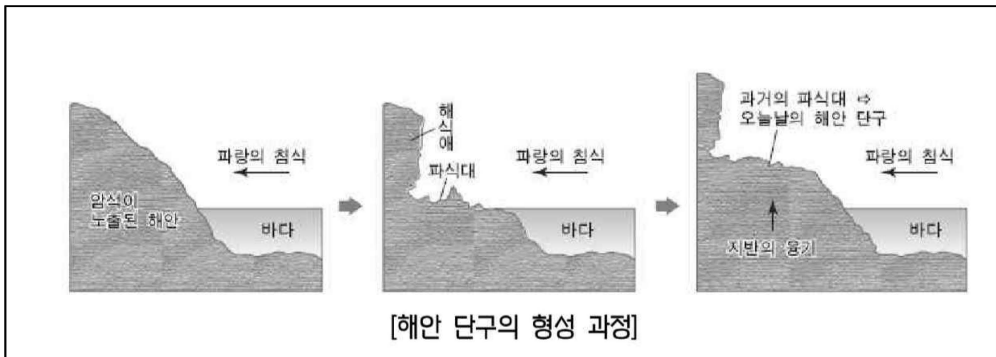 암석이
노출된 해안
파랑의 침식
바다
해식애
파식대
파랑의 침식
바다
과거의 파식대 ⇨
오늘날의 해안 단구
파랑의 침식
지반의 융기
바다
[해안 단구의 형성 과정]